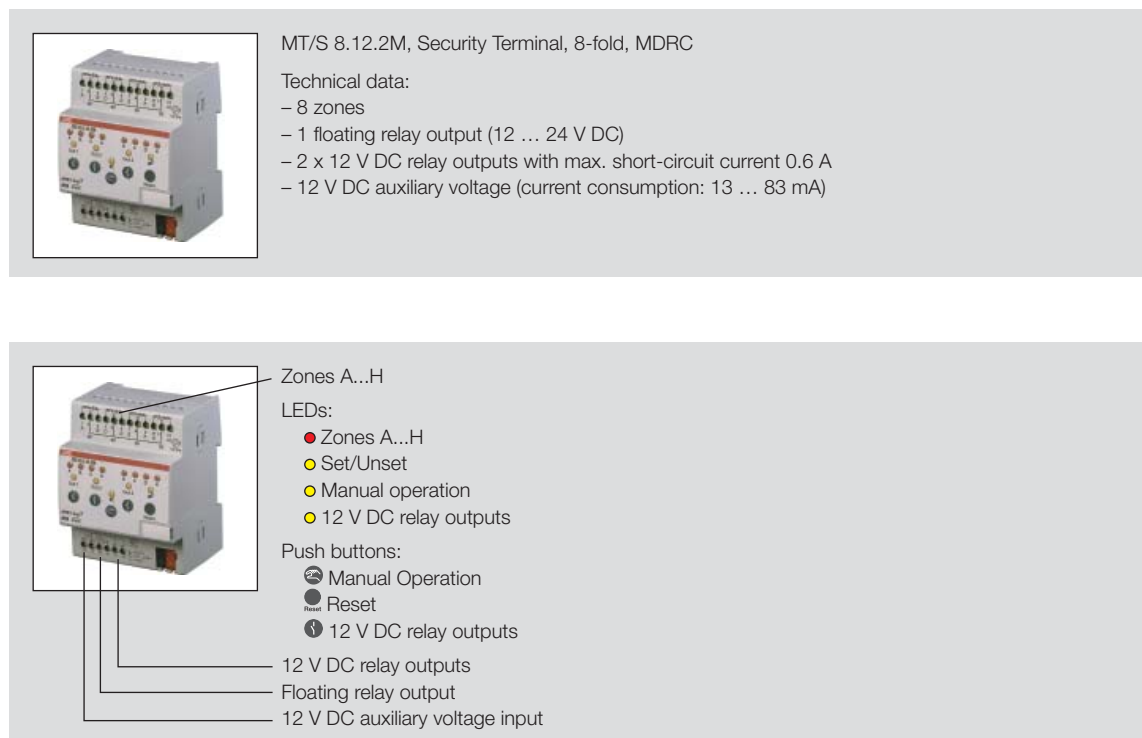 MT/S 8.12.2M, Security Terminal, 8-fold, MDRC
Technical data:
– 8 zones
– 1 floating relay output (12 … 24 V DC)
– 2 x 12 V DC relay outputs with max. short-circuit current 0.6 A
– 12 V DC auxiliary voltage (current consumption: 13 … 83 mA)
Zones A...H
LEDs:
Zones A...H
Set/Unset
Manual operation
12 V DC relay outputs
Push buttons:
Manual Operation
Reset
Reset
12 V DC relay outputs
12 V DC relay outputs
Floating relay output
12 V DC auxiliary voltage input